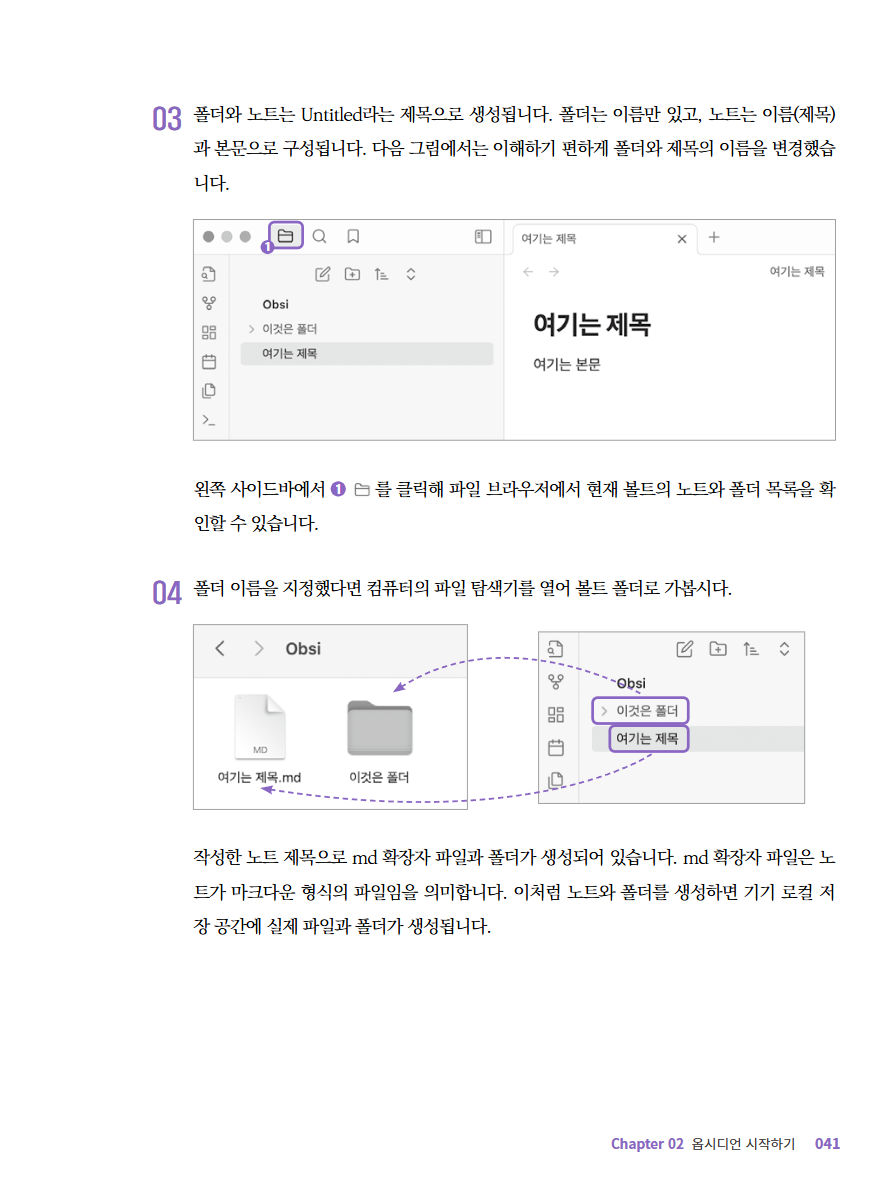 03 폴더와 노트는 Untitled라는 제목으로 생성됩니다. 폴더는 이름만 있고, 노트는 이름(제목)
과 본문으로 구성됩니다. 다음 그림에서는 이해하기 편하게 폴더와 제목의 이름을 변경했습
니다.
1
여기는 제목
여기는 제목
Obsi
이것은 폴더
여기는 제목
여기는 제목
여기는 본문
왼쪽 사이드바에서 ❶ 를 클릭해 파일 브라우저에서 현재 볼트의 노트와 폴더 목록을 확
인할 수 있습니다.
04 폴더 이름을 지정했다면 컴퓨터의 파일 탐색기를 열어 볼트 폴더로 가봅시다.
Obsi
MD
여기는 제목.md
이것은 폴더
Obsi
이것은 폴더
여기는 제목
작성한 노트 제목으로 md 확장자 파일과 폴더가 생성되어 있습니다. md 확장자 파일은 노
트가 마크다운 형식의 파일임을 의미합니다. 이처럼 노트와 폴더를 생성하면 기기 로컬 저
장 공간에 실제 파일과 폴더가 생성됩니다.
Chapter 02 옵시디언 시작하기 041